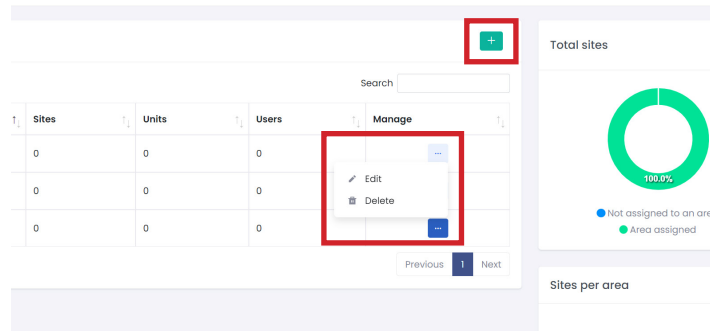 +
Total sites
Search
Sites Units Users Manage
0 0 0 ...
Edit
0 0 0
Delete
0 0 0 ...
Previous 1 Next
100.0%
Not assigned to an are
Area assigned
Sites per area